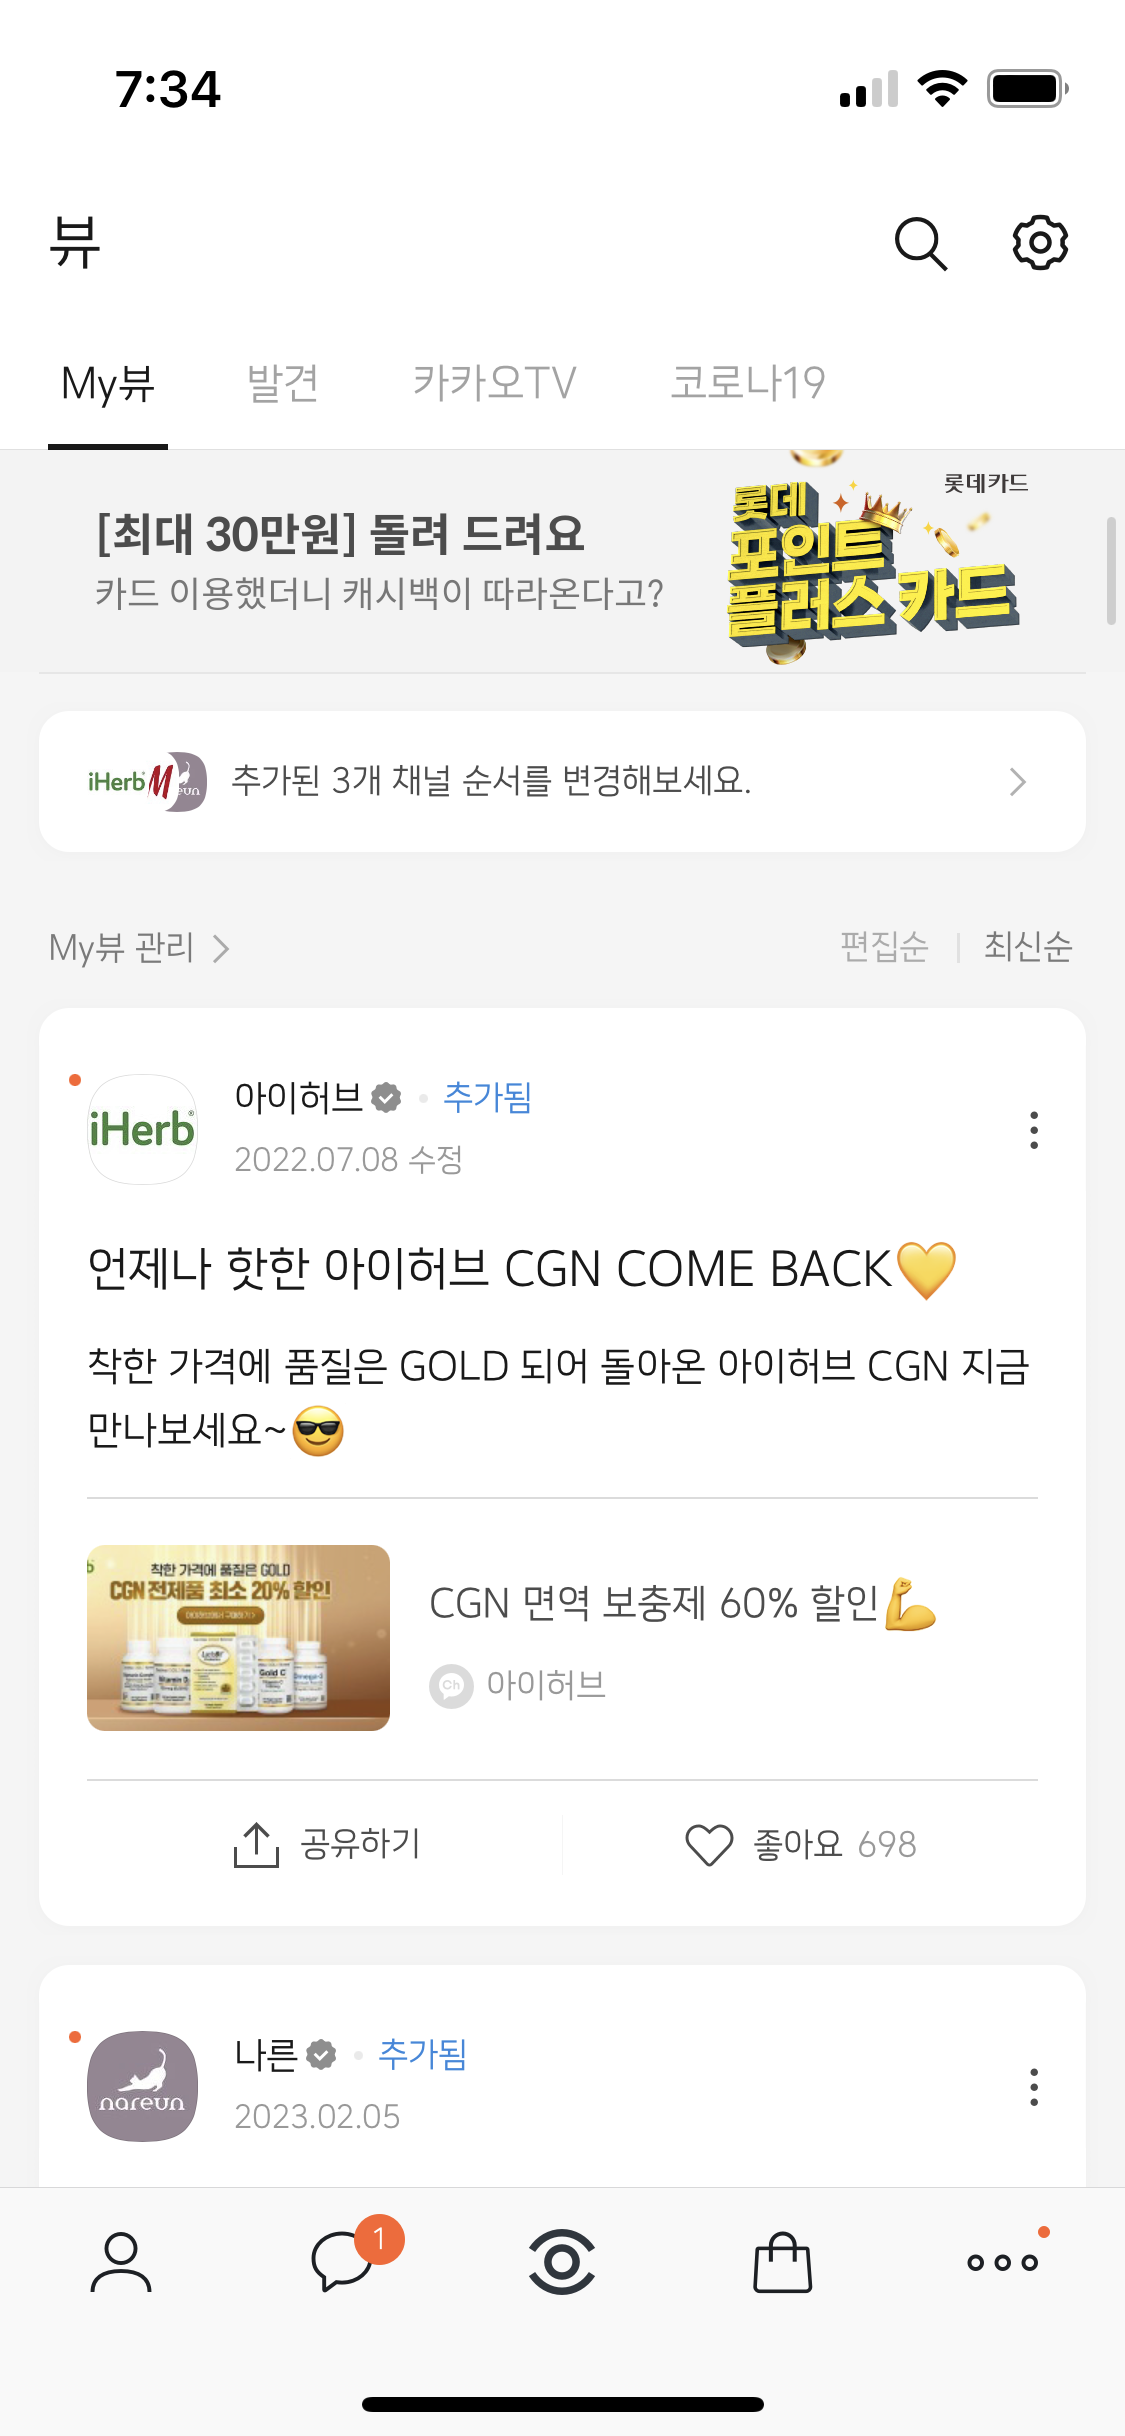 7:34
뷰
My뷰 발견 카카오TV 코로나19
[최대 30만원] 돌려 드려요
카드 이용했더니 캐시백이 따라온다고?
롯데카드
롯데
포인트
플러스 카드
iHerb M eun 추가된 3개 채널 순서를 변경해보세요.
My뷰 관리 편집순 최신순
iHerb®
아이허브 추가됨
2022.07.08 수정
언제나 핫한 아이허브 CGN COME BACK💛
착한 가격에 품질은 GOLD 되어 돌아온 아이허브 CGN 지금
만나보세요~😎
착한 가격에 품질은 GOLD
CGN 전제품 최소 20% 할인
Gold C
CGN 면역 보충제 60% 할인💪
Ch 아이허브
공유하기 좋아요 698
nareun
나른 추가됨
2023.02.05
1